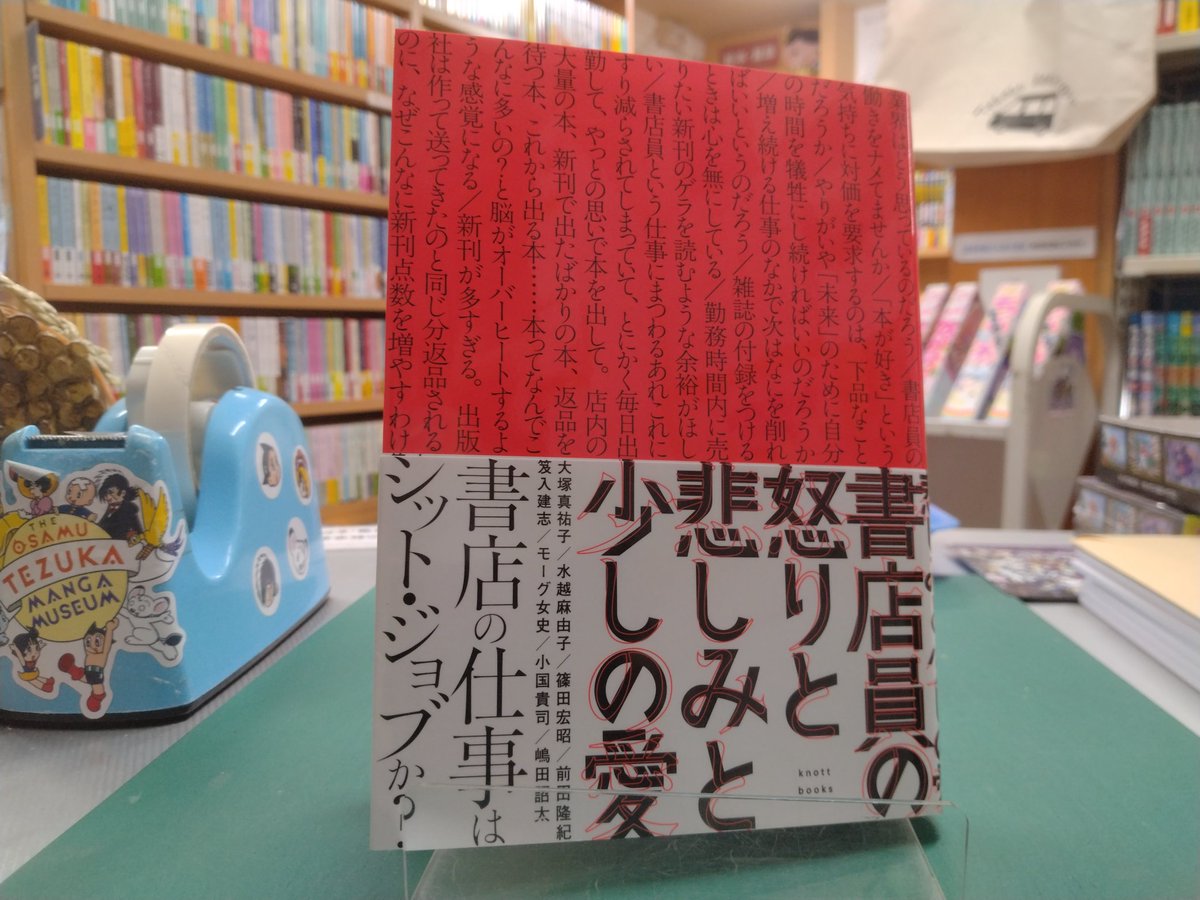 思っているのだろう／書店員の
働きをナメてませんか／「本が好き」という
気持ちに対価を要求するのは、下品なこと
だろうか／やりがいや「未来」のために自分
の時間を犠牲にし続ければいいのだろうか
／増え続ける仕事のなかで次はなにを削れ
ばいいというのだろう／雑誌の付録をつける
ときは心を無にしている／勤務時間内に売
りたい新刊のゲラを読むような余裕がほし
い／書店員という仕事にまつわるあれこれに
すり減らされてしまっていて、とにかく毎日出
勤して、やっとの思いで本を出して。店内の
大量の本、新刊で出たばかりの本、返品を
待つ本、これから出る本………本ってなんでこ
んなに多いの？と脳がオーバーヒートするよ
うな感覚になる／新刊が多すぎる。出版
社は作って送ってきたのと同じ分返品される
のに、なぜこんなに新刊点数を増やすわけ
書店員の
怒りと
悲しみと
少しの愛
knott
books
大塚真祐子／水越麻由子／篠田宏昭／前田隆紀
笈入建志／モーグ女史／小国貴司／嶋田詔太
書店の仕事は
シット・ジョブか？
THE
OSAMU
TEZUKA
MANGA
MUSEUM